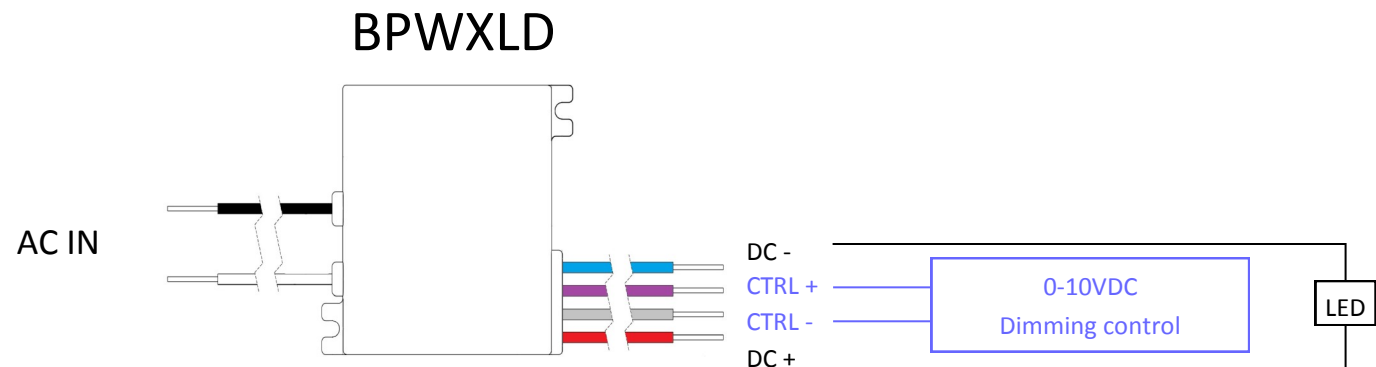 BPWXLD
AC IN
DC -
CTRL +
CTRL -
DC +
0-10VDC
Dimming control
LED